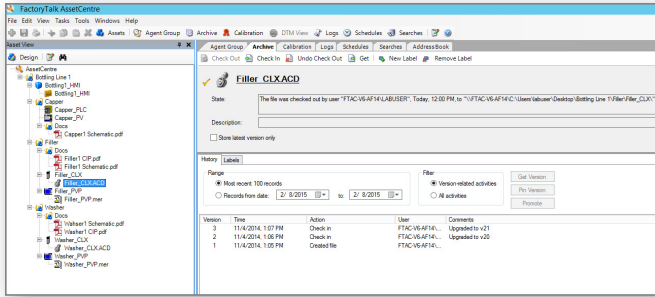 FactoryTalk AssetCentre
File Edit View Tasks Tools Windows Help
Assets Agent Group Archive Calibration DTM View Logs Schedules Searches
Asset View
Agent Group Archive Calibration Logs Schedules Searches AddressBook
Design
Check Out Check In Undo Check Out Get New Label Remove Label
AssetCentre
Bottling Line 1
Bottling1_HMI
Bottling1_HMI
Capper
Capper_PLC
Capper_PV
Docs
Capper1 Schematic.pdf
Filler
Docs
Filler1 CIP.pdf
Filler1 Schematic.pdf
Filler_CLX
Filler_CLX.ACD
Filler_PVP
Filler_PVP.mer
Washer
Docs
Wahser1 Schematic.pdf
Washer1 CIP.pdf
Washer_CLX
Washer_CLX.ACD
Washer_PVP
Washer_PVP.mer
Filler_CLX.ACD
State: The file was checked out by user "FTAC-V6-AF14\LABUSER", Today, 12:00 PM, to "\\FTAC-V6-AF14\C:\Users\labuser\Desktop\Bottling Line 1\Filler\Filler_CLX\"
Description:
Store latest version only
History Labels
Range
Most recent 100 records
Records from date: 2/ 8/2015 to: 2/ 8/2015
Filter
Version-related activities
All activities
Get Version
Pin Version
Promote
Version Time Action User Comments
3 11/4/2014, 1:07 PM Check in FTAC-V6-AF14\... Upgraded to v21
2 11/4/2014, 1:06 PM Check in FTAC-V6-AF14\... Upgraded to v20
1 11/4/2014, 1:05 PM Created file FTAC-V6-AF14\...